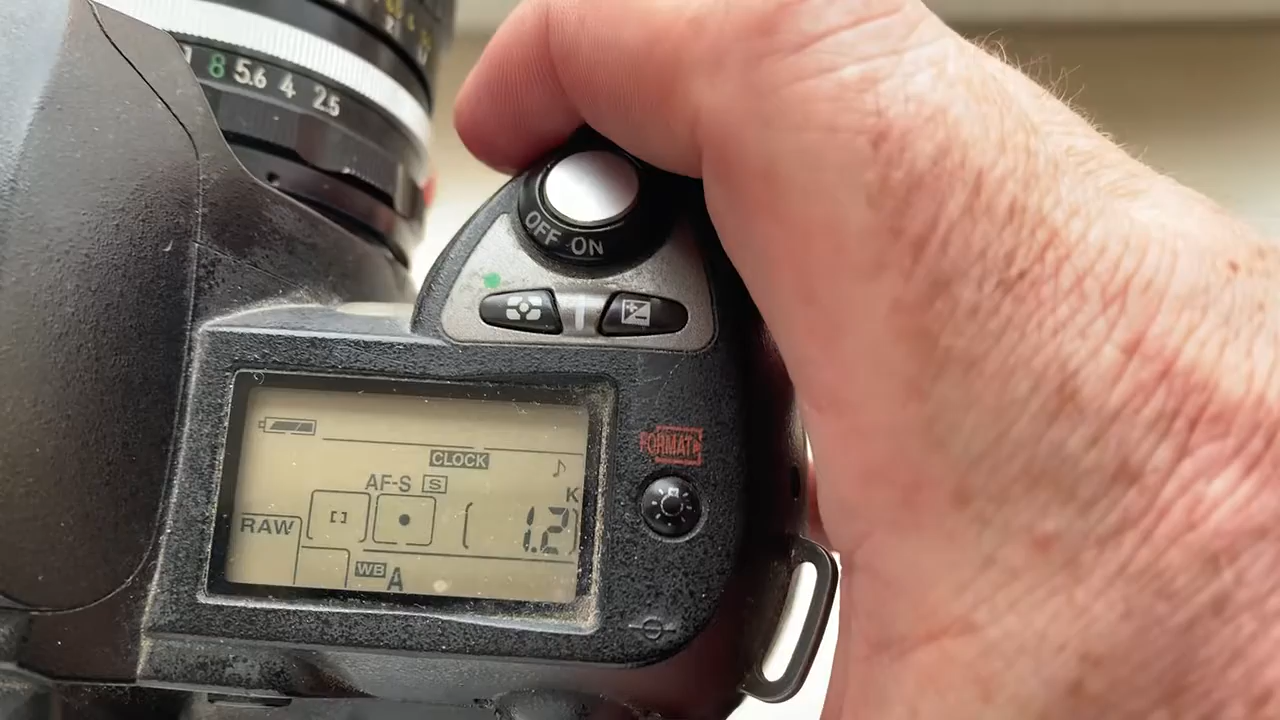 8 5.6 4 2.5
OFF ON
FORMAT
CLOCK
AF-S S
K
RAW
1.2
WB A